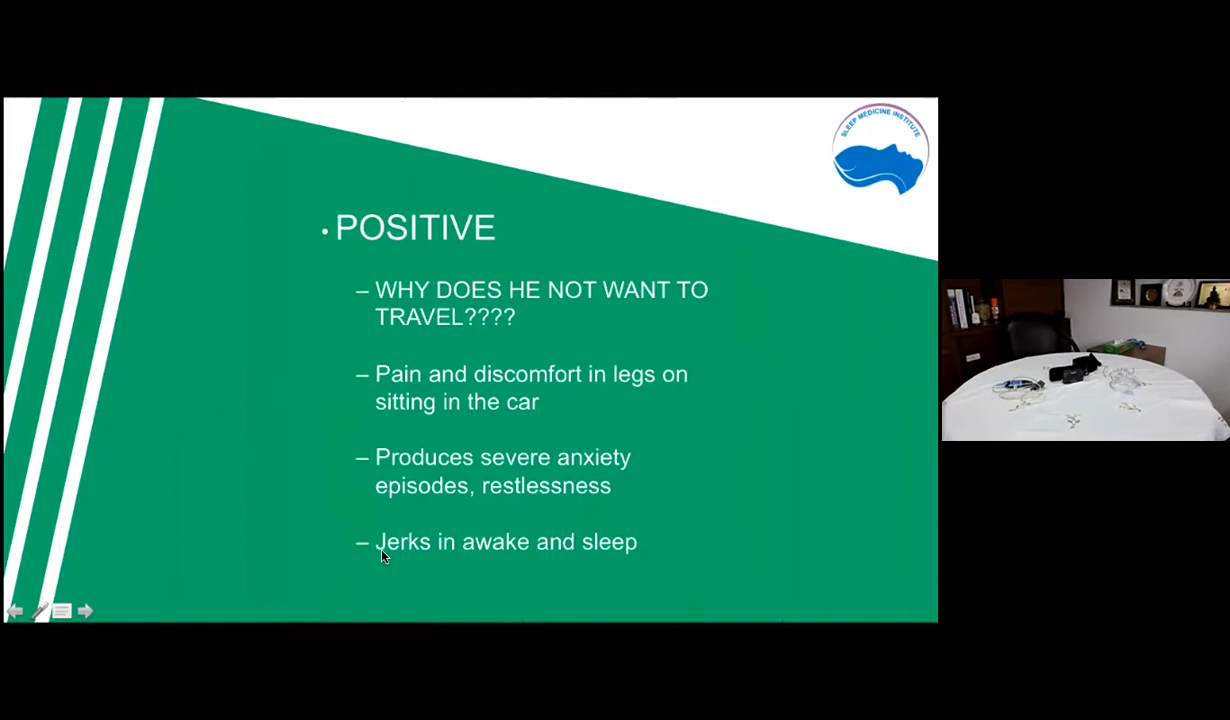 SLEEP MEDICINE INSTITUTE
• POSITIVE
– WHY DOES HE NOT WANT TO
TRAVEL????
– Pain and discomfort in legs on
sitting in the car
– Produces severe anxiety
episodes, restlessness
– Jerks in awake and sleep